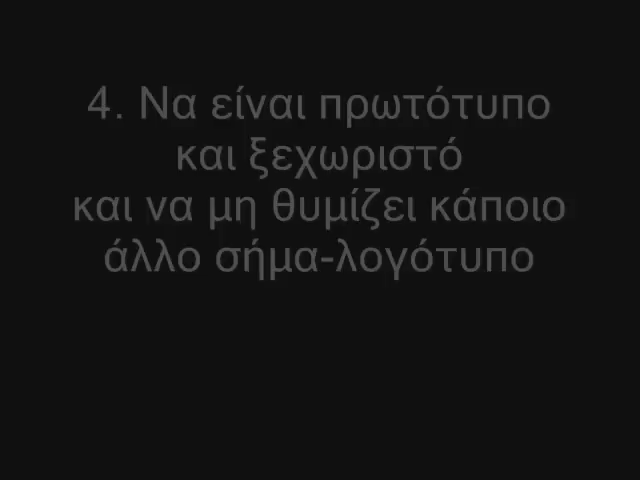 4. Να είναι πρωτότυπο
και ξεχωριστό
και να μη θυμίζει κάποιο
άλλο σήμα-λογότυπο